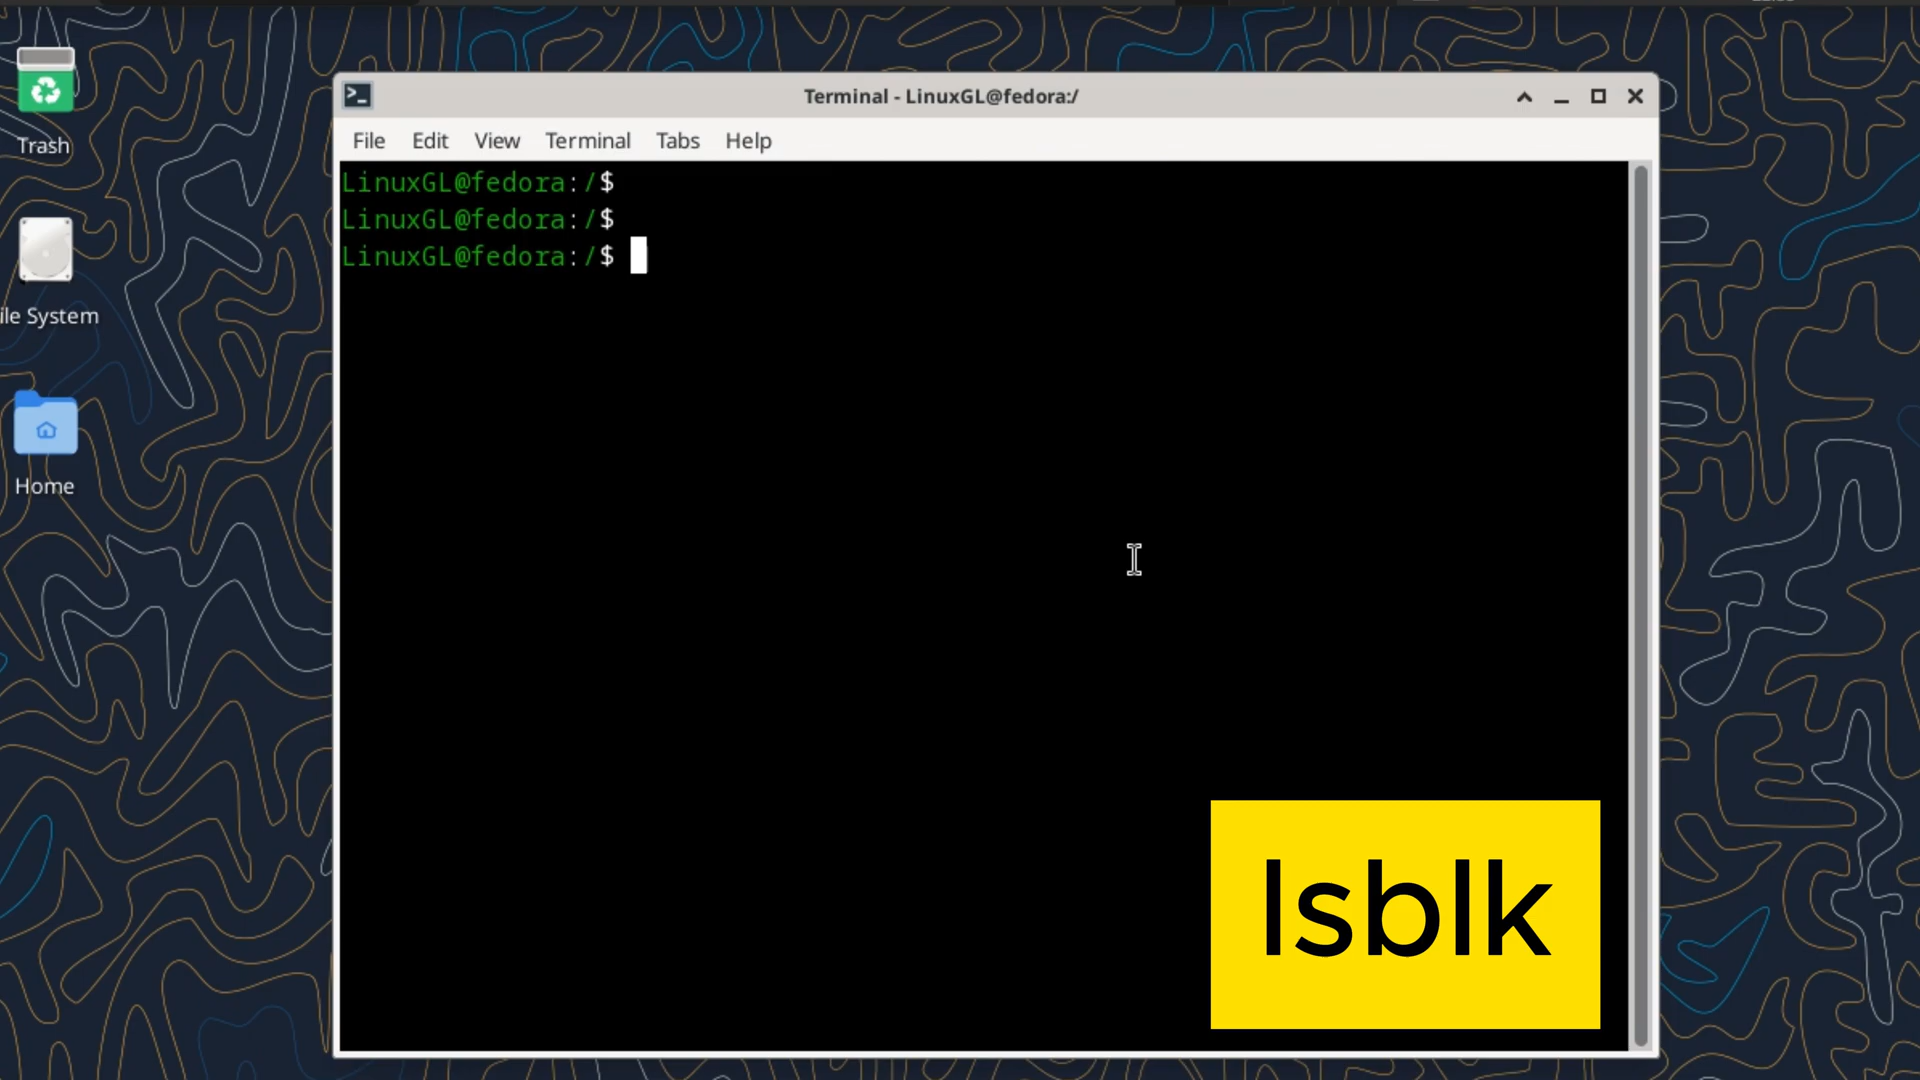 Terminal - LinuxGL@fedora:/
File Edit View Terminal Tabs Help
Trash
ile System
Home
LinuxGL@fedora:/$
LinuxGL@fedora:/$
LinuxGL@fedora:/$
lsblk